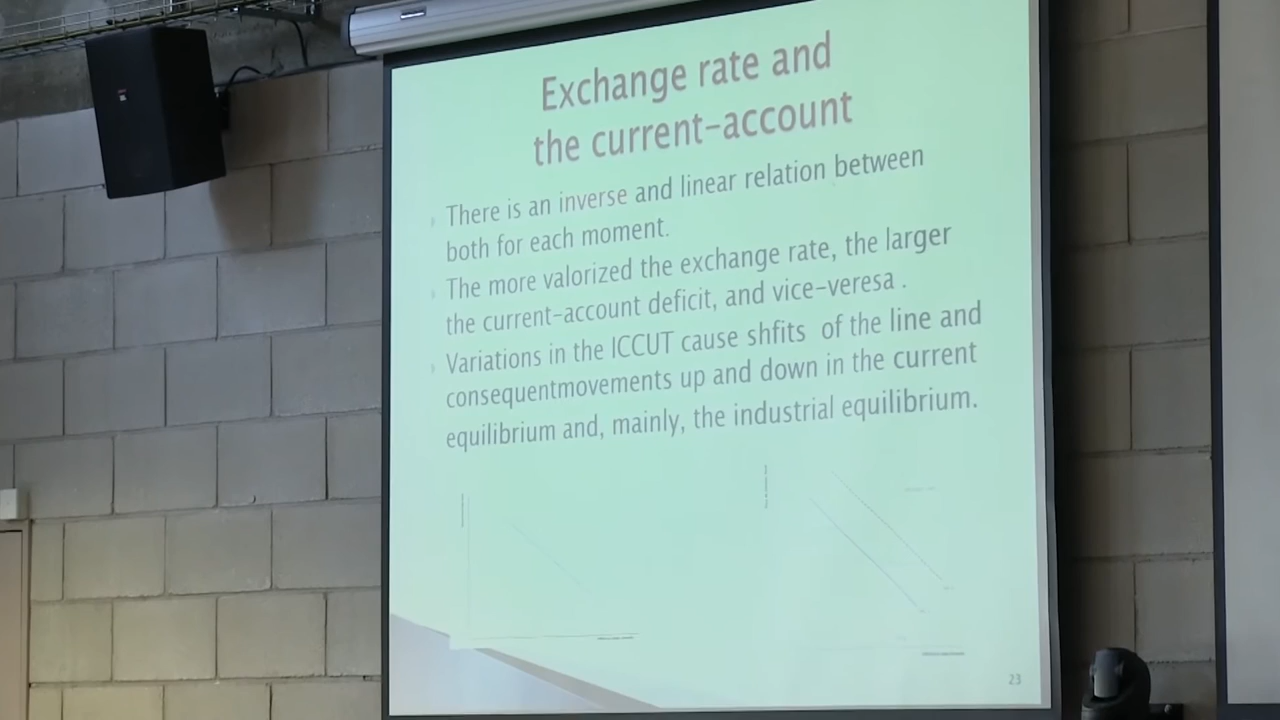 Exchange rate and
the current-account
There is an inverse and linear relation between
both for each moment.
The more valorized the exchange rate, the larger
the current-account deficit, and vice-veresa .
Variations in the ICCUT cause shfits of the line and
consequentmovements up and down in the current
equilibrium and, mainly, the industrial equilibrium.
23